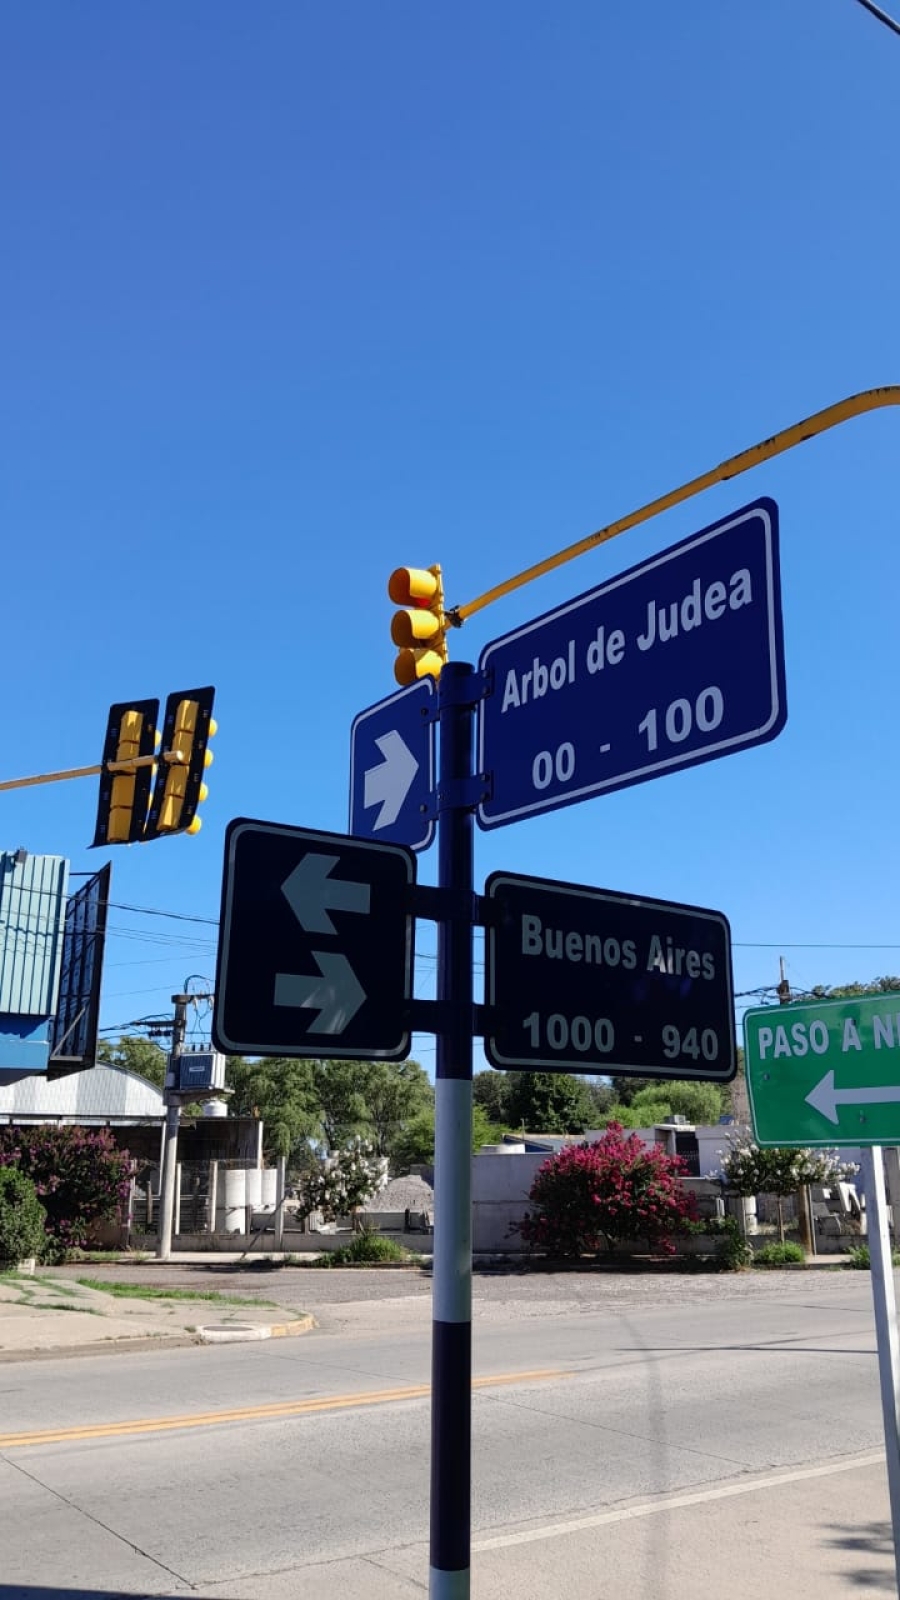 Arbol de Judea
00 - 100
Buenos Aires
1000 - 940
PASO A